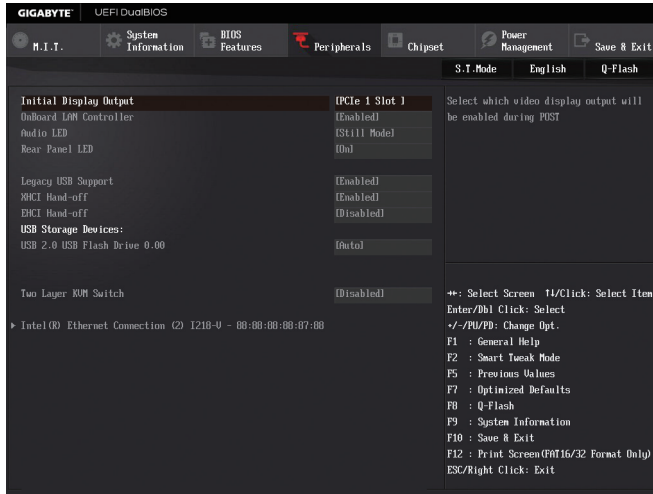 GIGABYTE™ UEFI DualBIOS
M.I.T. System Information BIOS Features Peripherals Chipset Power Management Save & Exit
S.T.Mode English Q-Flash
Initial Display Output [PCIe 1 Slot ]
OnBoard LAN Controller [Enabled]
Audio LED [Still Mode]
Rear Panel LED [On]
Legacy USB Support [Enabled]
XHCI Hand-off [Enabled]
EHCI Hand-off [Disabled]
USB Storage Devices:
USB 2.0 USB Flash Drive 0.00 [Auto]
Two Layer KVM Switch [Disabled]
Intel(R) Ethernet Connection (2) I218-V - 88:88:88:88:87:88
Select which video display output will
be enabled during POST
→←: Select Screen ↑↓/Click: Select Item
Enter/Dbl Click: Select
+/-/PU/PD: Change Opt.
F1 : General Help
F2 : Smart Tweak Mode
F5 : Previous Values
F7 : Optimized Defaults
F8 : Q-Flash
F9 : System Information
F10 : Save & Exit
F12 : Print Screen(FAT16/32 Format Only)
ESC/Right Click: Exit